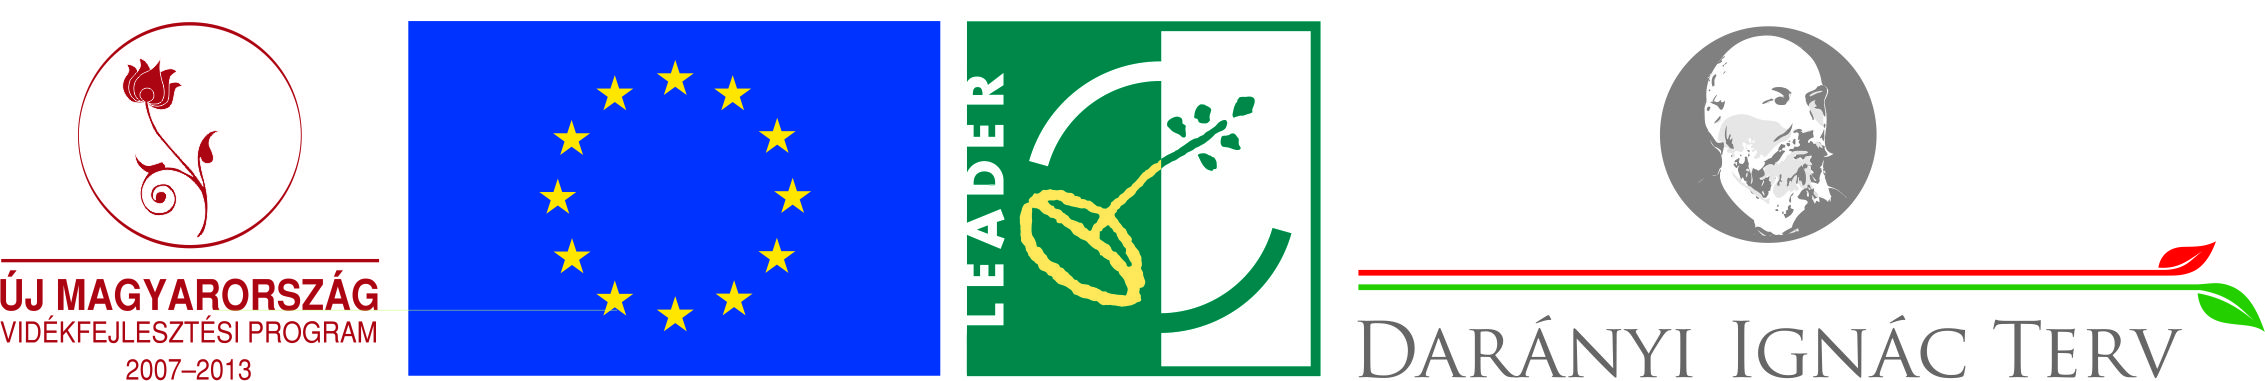 ÚJ MAGYARORSZÁG
VIDÉKFEJLESZTÉSI PROGRAM
2007–2013
LEADER
DARÁNYI IGNÁC TERV